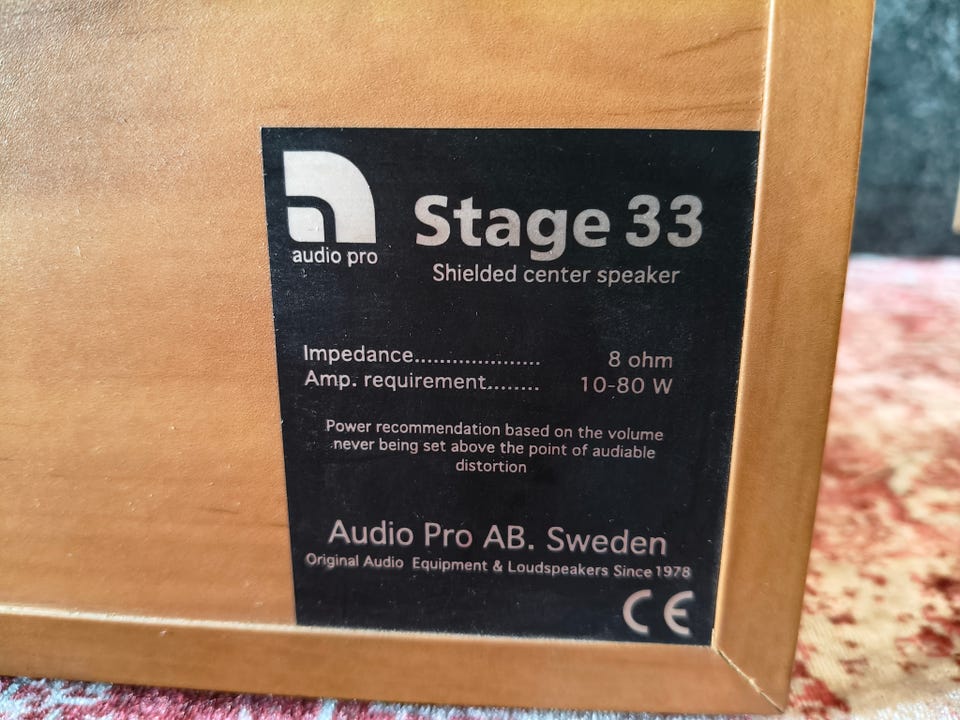 audio pro
Stage 33
Shielded center speaker
Impedance................... 8 ohm
Amp. requirement........ 10-80 W
Power recommendation based on the volume
never being set above the point of audiable
distortion
Audio Pro AB. Sweden
Original Audio Equipment & Loudspeakers Since 1978
CE